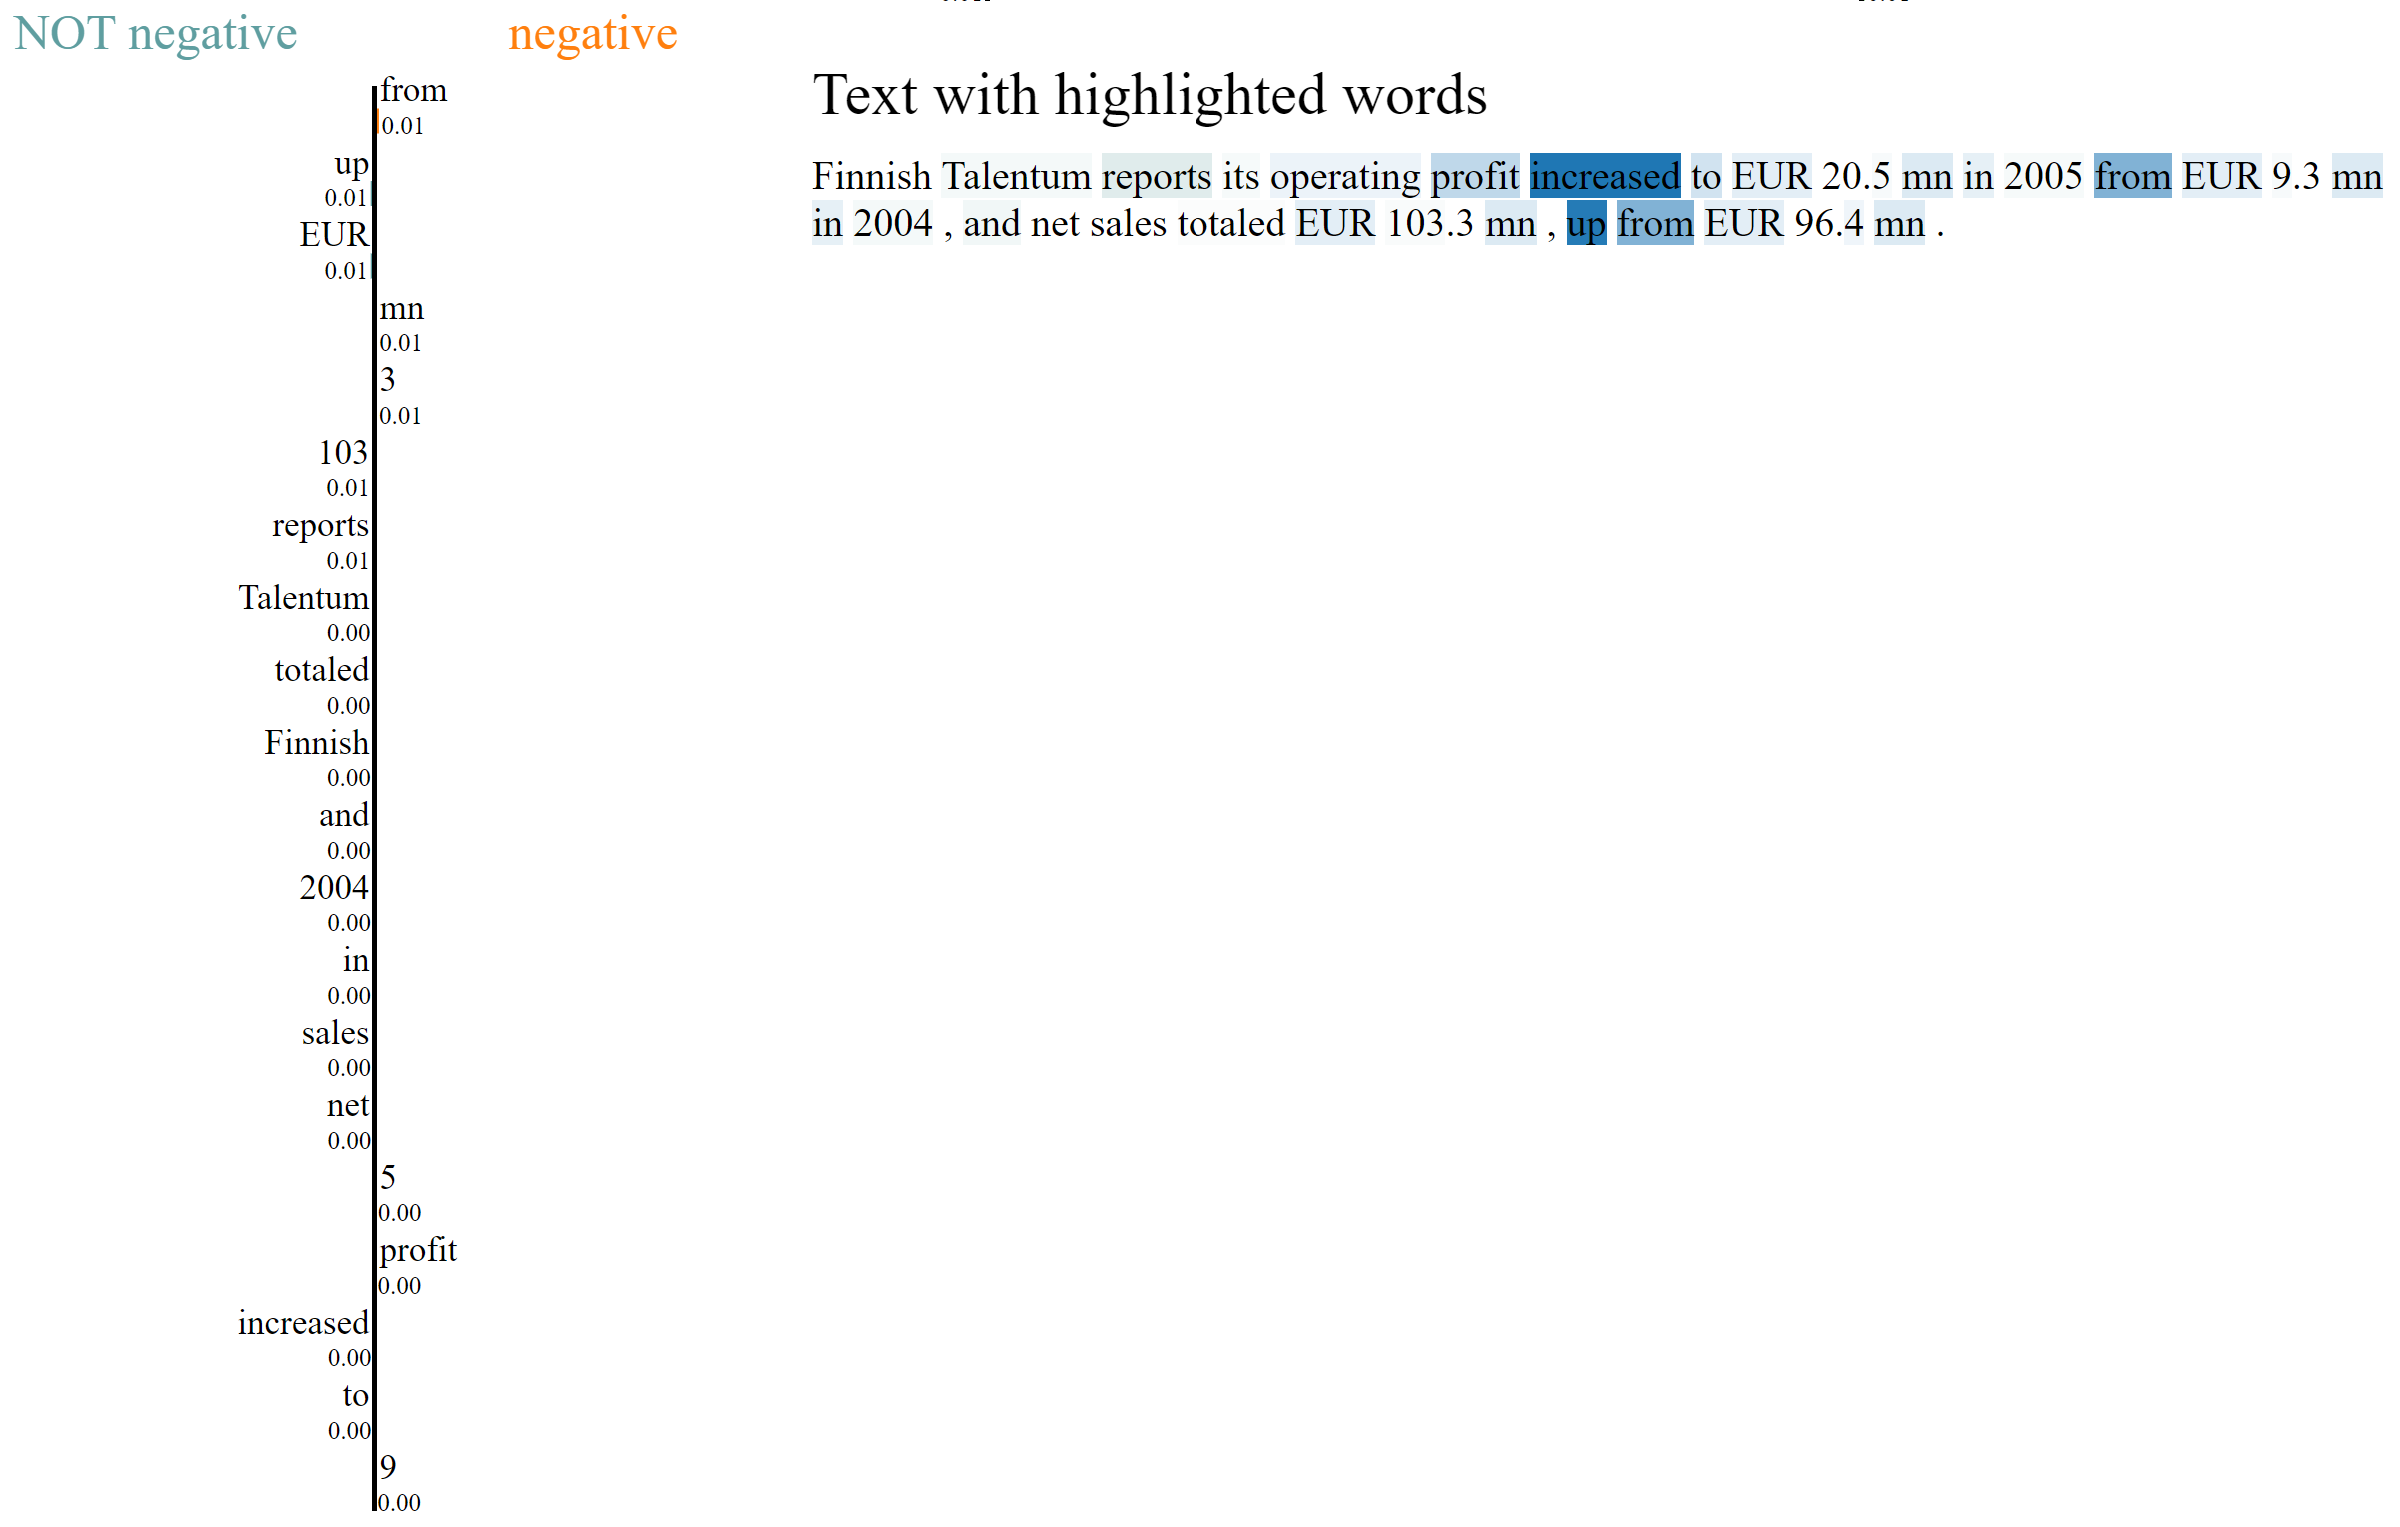 NOT negative
negative
from
0.01
up
0.01
EUR
0.01
mn
0.01
3
0.01
103
0.01
reports
0.01
Talentum
0.00
totaled
0.00
Finnish
0.00
and
0.00
2004
0.00
in
0.00
sales
0.00
net
0.00
5
0.00
profit
0.00
increased
0.00
to
0.00
9
0.00
Text with highlighted words
Finnish Talentum reports its operating profit increased to EUR 20.5 mn in 2005 from EUR 9.3 mn
in 2004 , and net sales totaled EUR 103.3 mn , up from EUR 96.4 mn .